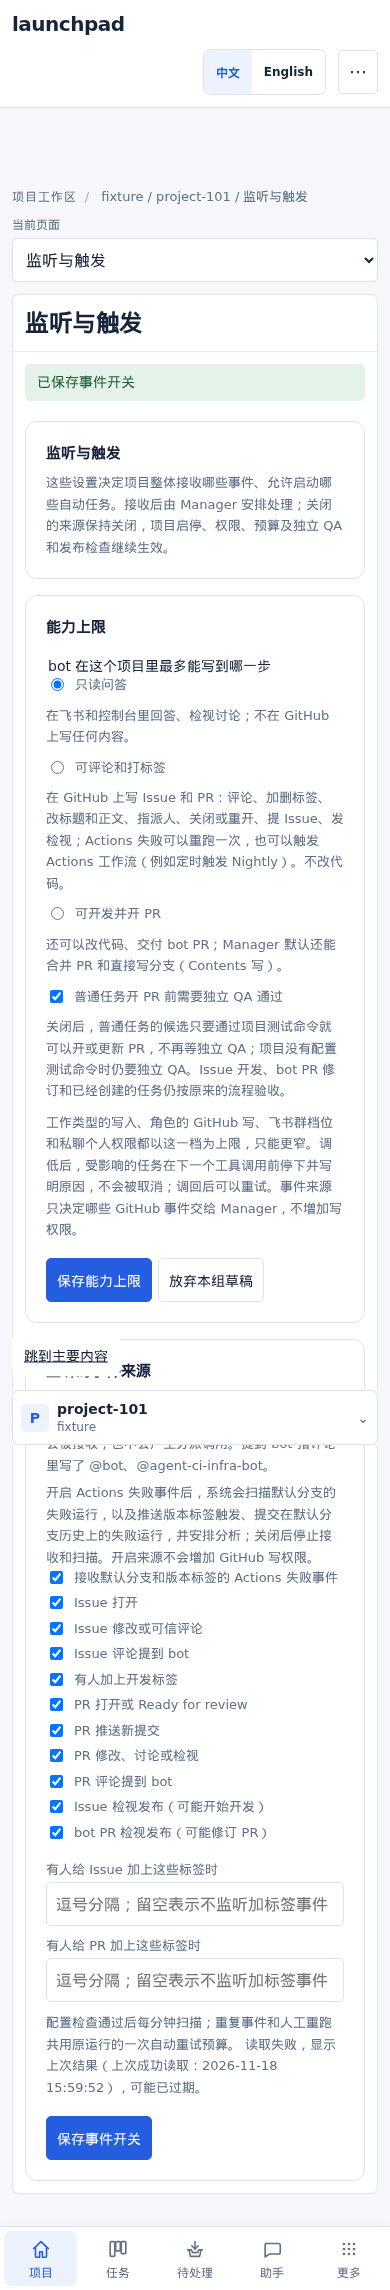 launchpad
中文 English ···
项目工作区 / fixture / project-101 / 监听与触发
当前页面
监听与触发
监听与触发
已保存事件开关
监听与触发
这些设置决定项目整体接收哪些事件、允许启动哪
些自动任务。接收后由 Manager 安排处理；关闭
的来源保持关闭，项目启停、权限、预算及独立 QA
和发布检查继续生效。
能力上限
bot 在这个项目里最多能写到哪一步
只读问答
在飞书和控制台里回答、检视讨论；不在 GitHub
上写任何内容。
可评论和打标签
在 GitHub 上写 Issue 和 PR：评论、加删标签、
改标题和正文、指派人、关闭或重开、提 Issue、发
检视；Actions 失败可以重跑一次，也可以触发
Actions 工作流（例如定时触发 Nightly）。不改代
码。
可开发并开 PR
还可以改代码、交付 bot PR；Manager 默认还能
合并 PR 和直接写分支（Contents 写）。
普通任务开 PR 前需要独立 QA 通过
关闭后，普通任务的候选只要通过项目测试命令就
可以开或更新 PR，不再等独立 QA；项目没有配置
测试命令时仍要独立 QA。Issue 开发、bot PR 修
订和已经创建的任务仍按原来的流程验收。
工作类型的写入、角色的 GitHub 写、飞书群档位
和私聊个人权限都以这一档为上限，只能更窄。调
低后，受影响的任务在下一个工具调用前停下并写
明原因，不会被取消；调回后可以重试。事件来源
只决定哪些 GitHub 事件交给 Manager，不增加写
权限。
保存能力上限 放弃本组草稿
跳到主要内容
来源
P project-101
fixture
里写了 @bot、@agent-ci-infra-bot。
开启 Actions 失败事件后，系统会扫描默认分支的
失败运行，以及推送版本标签触发、提交在默认分
支历史上的失败运行，并安排分析；关闭后停止接
收和扫描。开启来源不会增加 GitHub 写权限。
接收默认分支和版本标签的 Actions 失败事件
Issue 打开
Issue 修改或可信评论
Issue 评论提到 bot
有人加上开发标签
PR 打开或 Ready for review
PR 推送新提交
PR 修改、讨论或检视
PR 评论提到 bot
Issue 检视发布（可能开始开发）
bot PR 检视发布（可能修订 PR）
有人给 Issue 加上这些标签时
逗号分隔；留空表示不监听加标签事件
有人给 PR 加上这些标签时
逗号分隔；留空表示不监听加标签事件
配置检查通过后每分钟扫描；重复事件和人工重跑
共用原运行的一次自动重试预算。 读取失败，显示
上次结果（上次成功读取：2026-11-18
15:59:52），可能已过期。
保存事件开关
项目 任务 待处理 助手 更多